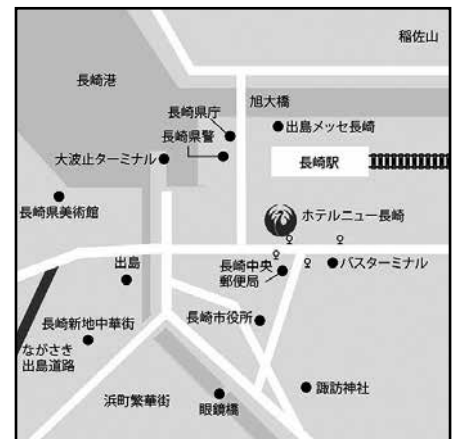 稲佐山
長崎港
旭大橋
長崎県庁
出島メッセ長崎
長崎県警
大波止ターミナル
長崎駅
長崎県美術館
ホテルニュー長崎
出島
長崎中央
郵便局
バスターミナル
長崎新地中華街
長崎市役所
ながさき
出島道路
浜町繁華街
眼鏡橋
諏訪神社